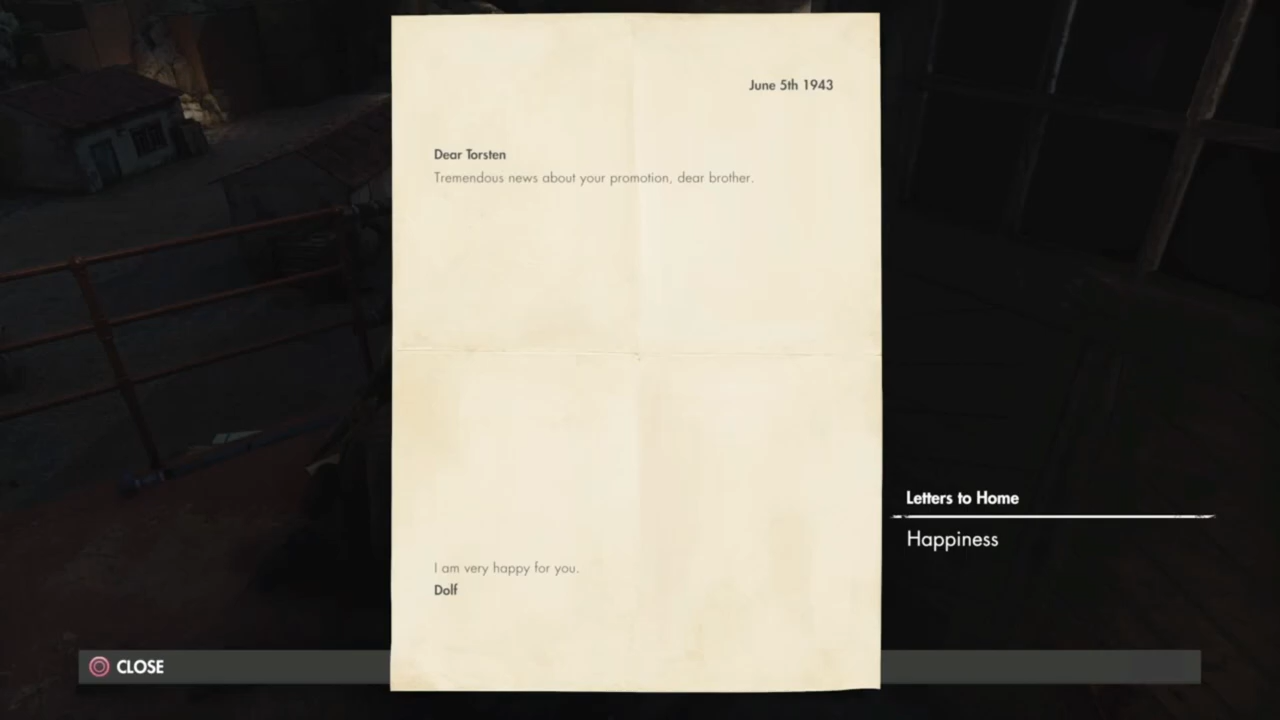 June 5th 1943
Dear Torsten
Tremendous news about your promotion, dear brother.
I am very happy for you.
Dolf
Letters to Home
Happiness
CLOSE